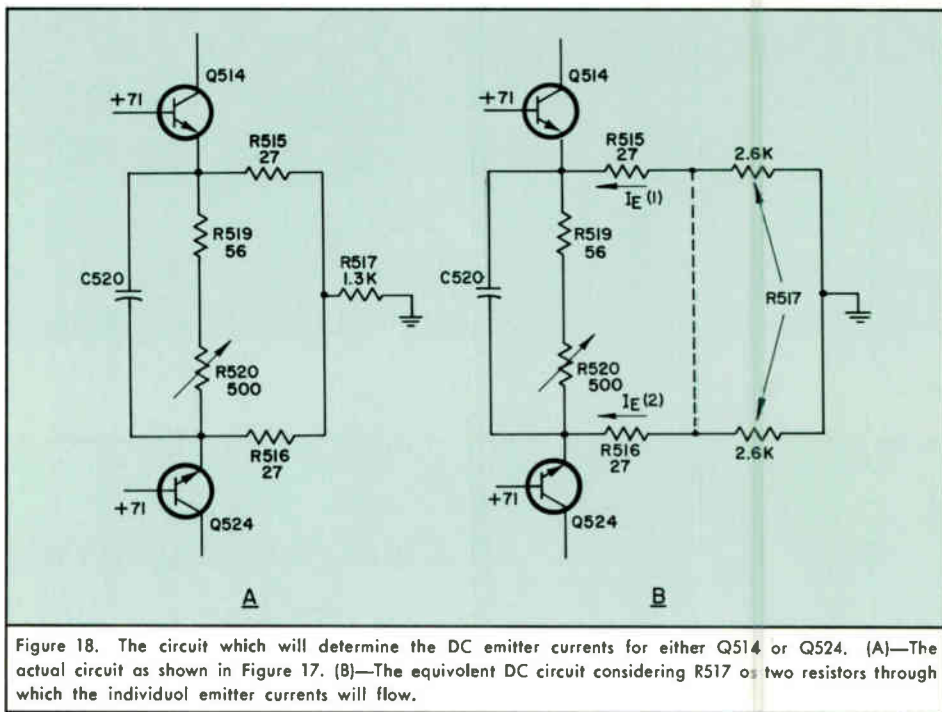 Q514
+71
R515
27
R519
56
C520
R517
1.3K
R520
500
R516
27
+71
Q524
A
Q514
+71
R515
27
2.6K
IE(1)
R519
56
C520
R517
R520
500
IE(2)
R516
27
2.6K
+71
Q524
B
Figure 18. The circuit which will determine the DC emitter currents for either Q514 or Q524. (A)—The
actual circuit as shown in Figure 17. (B)—The equivalent DC circuit considering R517 as two resistors through
which the individual emitter currents will flow.